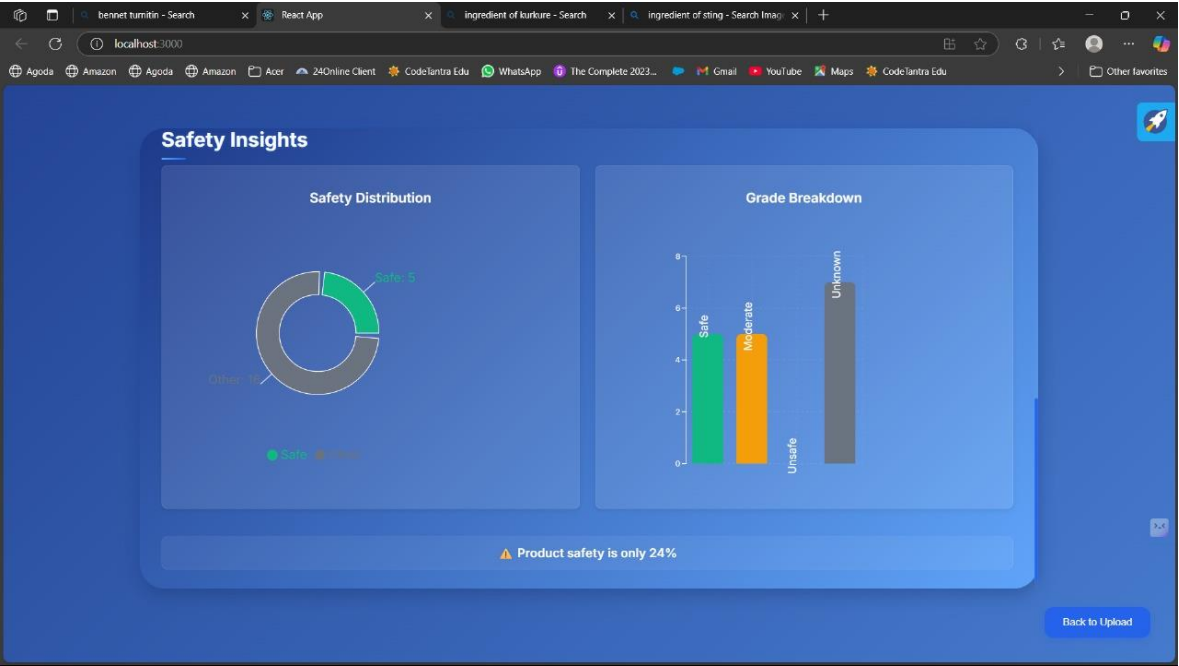 bennet turnitin - Search
React App
ingredient of kurkure - Search
ingredient of sting - Search Imag
localhost:3000
Agoda
Amazon
Agoda
Amazon
Acer
24Online Client
CodeTantra Edu
WhatsApp
The Complete 2023...
Gmail
YouTube
Maps
CodeTantra Edu
Other favorites
Safety Insights
Safety Distribution
Safe: 5
Other:
Safe
Grade Breakdown
8
6
4
2
0
Safe
Moderate
Unsafe
Unknown
⚠ Product safety is only 24%
Back to Upload